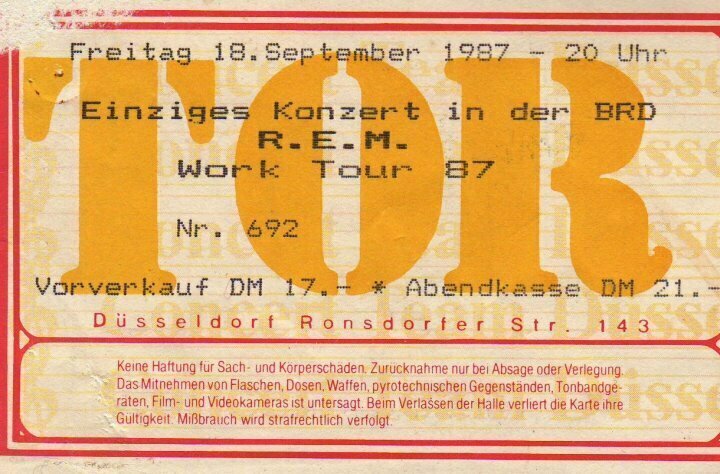 Freitag 18.September 1987 - 20 Uhr
TOR
Einziges Konzert in der BRD
R.E.M.
Work Tour 87
Nr. 692
Vorverkauf DM 17.- * Abendkasse DM 21.-
Düsseldorf Ronsdorfer Str. 143
Keine Haftung für Sach- und Körperschäden. Zurücknahme nur bei Absage oder Verlegung.
Das Mitnehmen von Flaschen, Dosen, Waffen, pyrotechnischen Gegenständen, Tonbandge-
räten, Film- und Videokameras ist untersagt. Beim Verlassen der Halle verliert die Karte ihre
Gültigkeit. Mißbrauch wird strafrechtlich verfolgt.